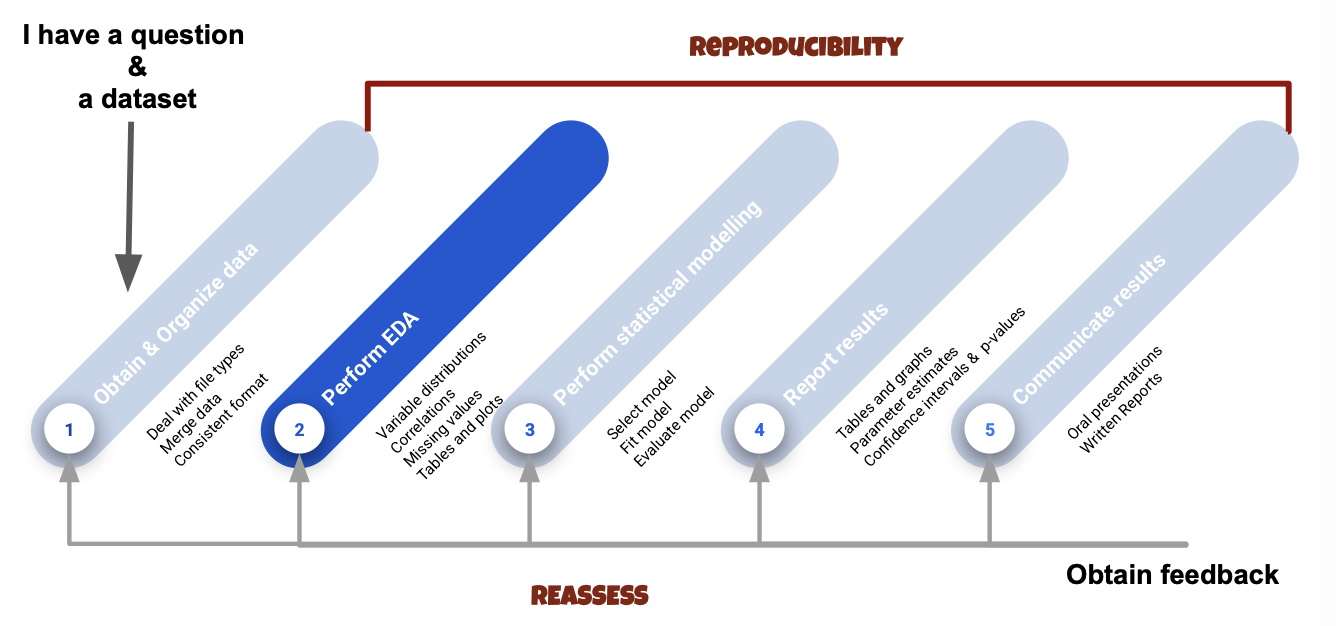 I have a question
&
a dataset
REPRODUCIBILITY
1
Obtain & Organize data
Deal with file types
Merge data
Consistent format
2
Perform EDA
Variable distributions
Correlations
Missing values
Tables and plots
3
Perform statistical modelling
Select model
Fit model
Evaluate model
4
Report results
Tables and graphs
Parameter estimates
Confidence intervals & p-values
5
Communicate results
Oral presentations
Written Reports
Obtain feedback
REASSESS